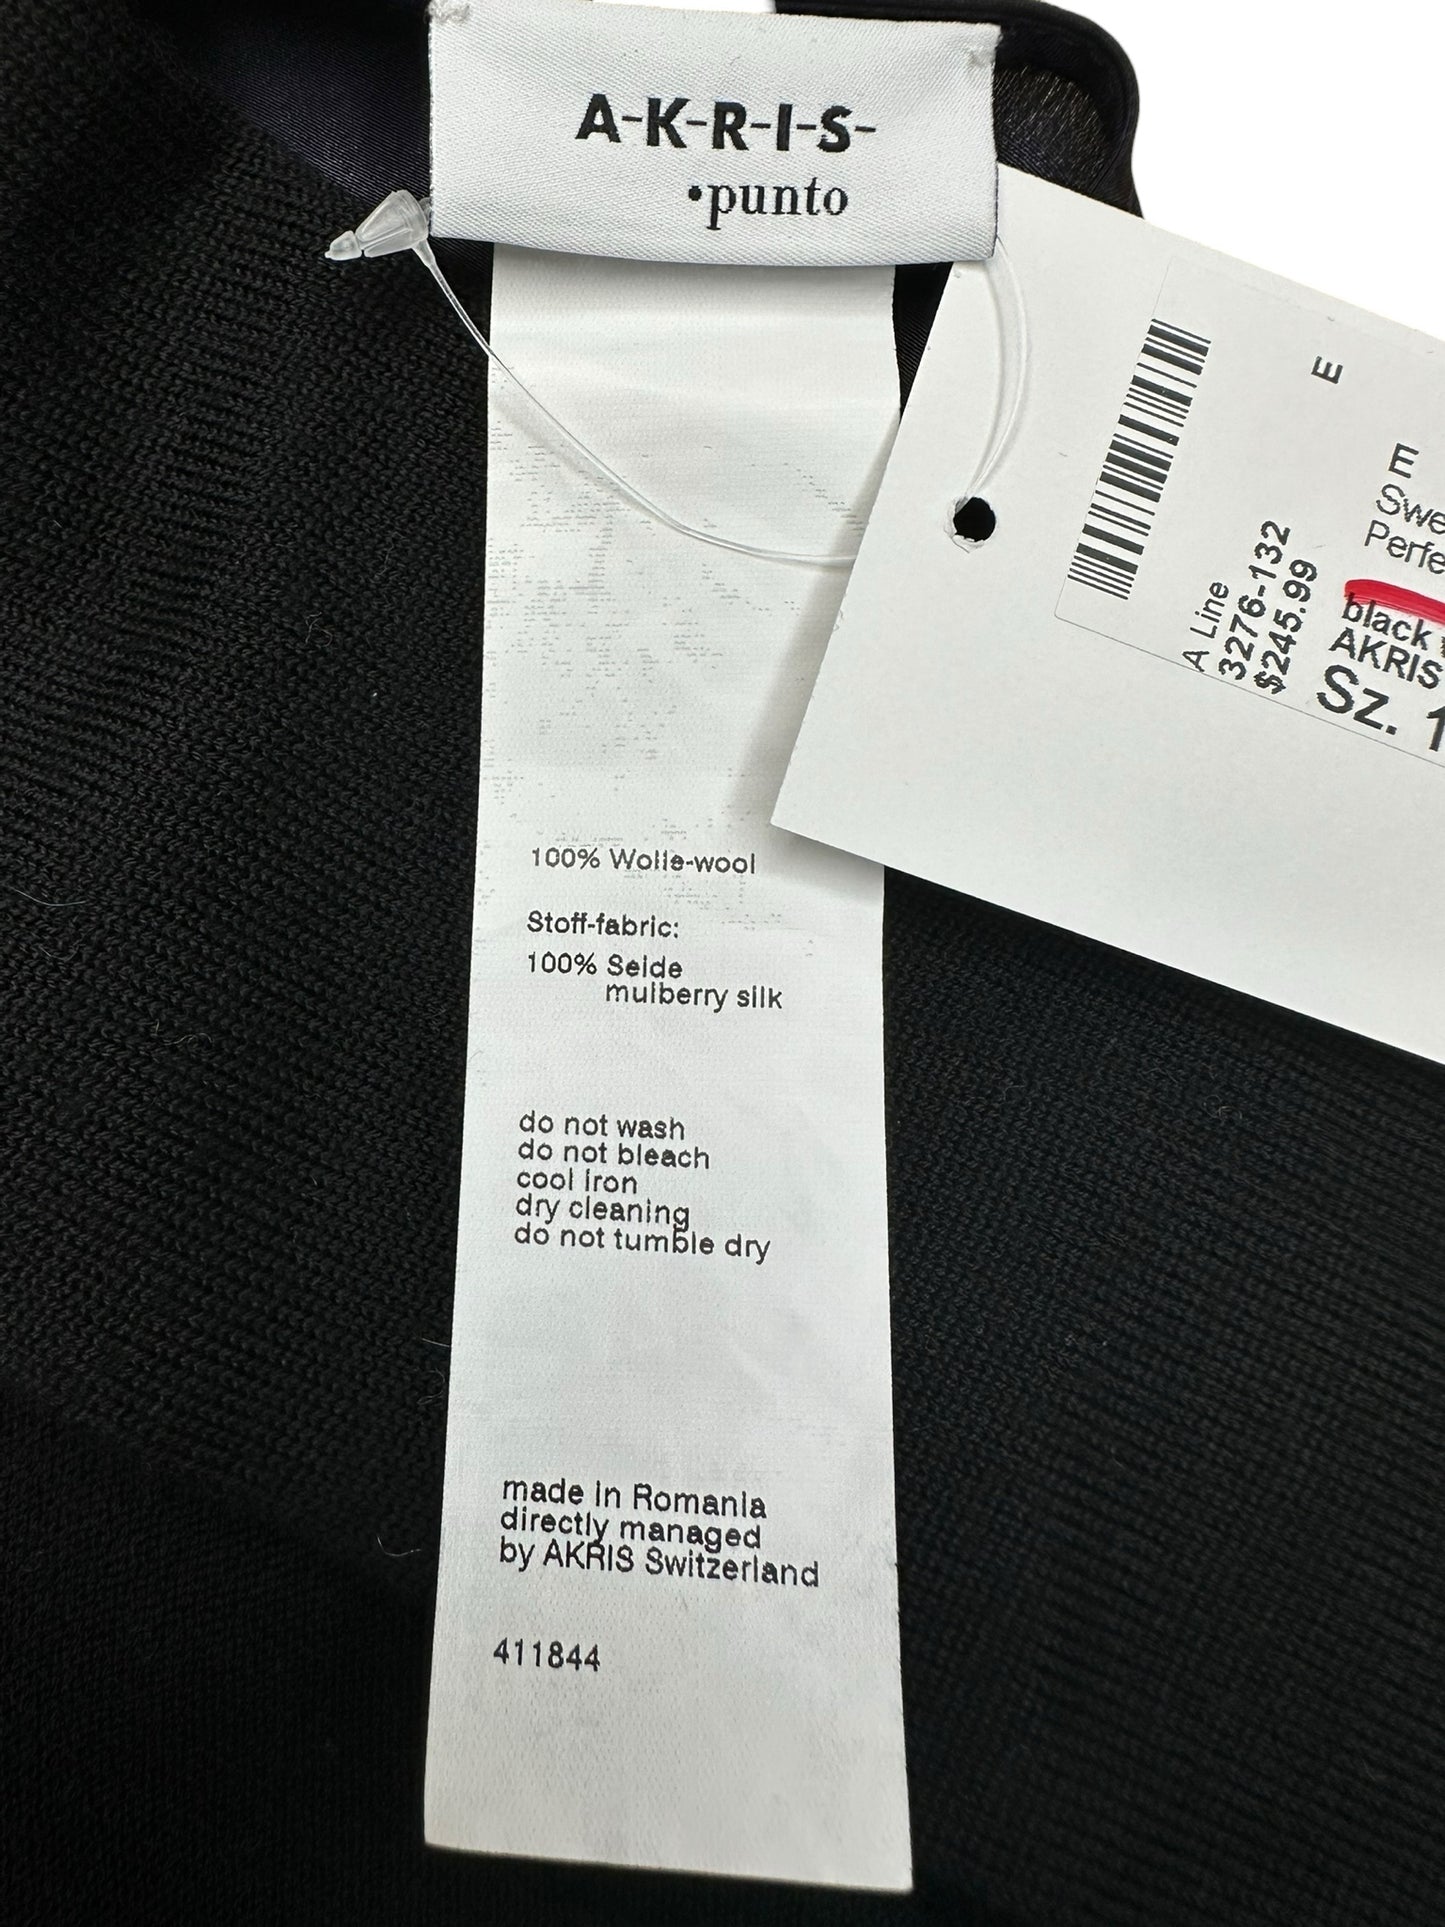 A-K-R-I-S-
•punto
100% Wolle-wool
Stoff-fabric:
100% Seide
mulberry silk
do not wash
do not bleach
cool iron
dry cleaning
do not tumble dry
made in Romania
directly managed
by AKRIS Switzerland
411844
E
A Line
3276-132
$245.99
E
Swe
Perfe
black
AKRIS
Sz. 1